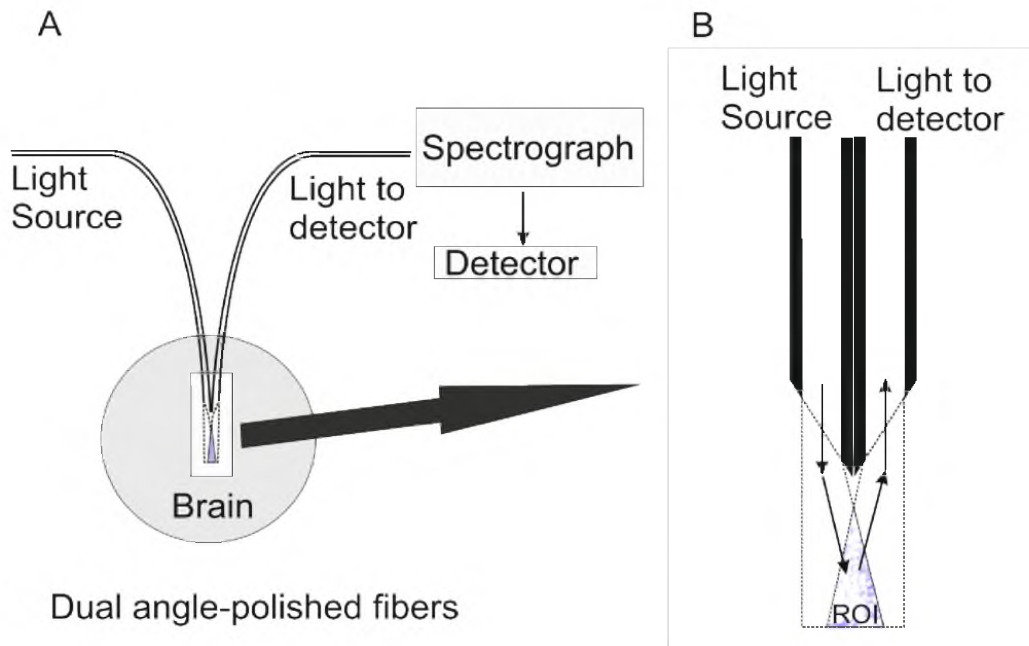 A
Light
Source
Light to
detector
Spectrograph
Detector
Brain
Dual angle-polished fibers
B
Light
Source
Light to
detector
ROI